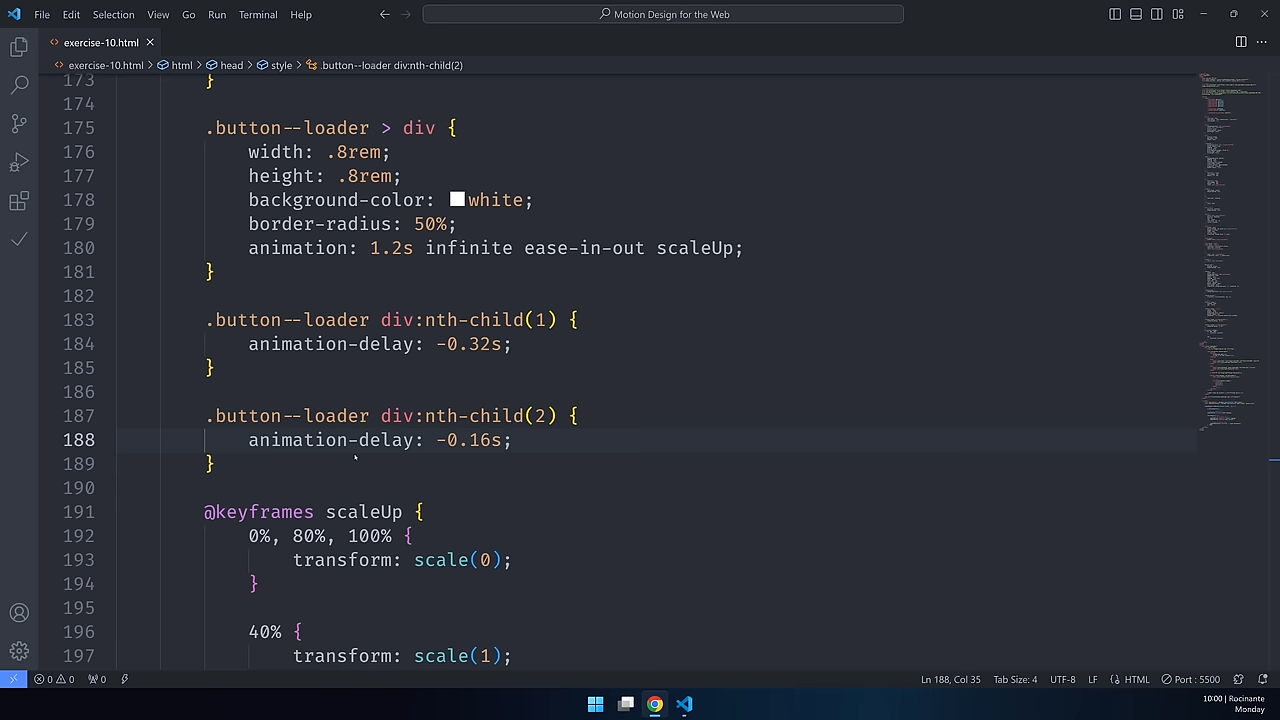 File Edit Selection View Go Run Terminal Help Motion Design for the Web
exercise-10.html
exercise-10.html html head style .button--loader div:nth-child(2)
173 }
174
175 .button--loader > div {
176 width: .8rem;
177 height: .8rem;
178 background-color: white;
179 border-radius: 50%;
180 animation: 1.2s infinite ease-in-out scaleUp;
181 }
182
183 .button--loader div:nth-child(1) {
184 animation-delay: -0.32s;
185 }
186
187 .button--loader div:nth-child(2) {
188 animation-delay: -0.16s;
189 }
190
191 @keyframes scaleUp {
192 0%, 80%, 100% {
193 transform: scale(0);
194 }
195
196 40% {
197 transform: scale(1);
0 0 0 Ln 188, Col 35 Tab Size: 4 UTF-8 LF HTML Port : 5500
10:00 | Rocinante
Monday